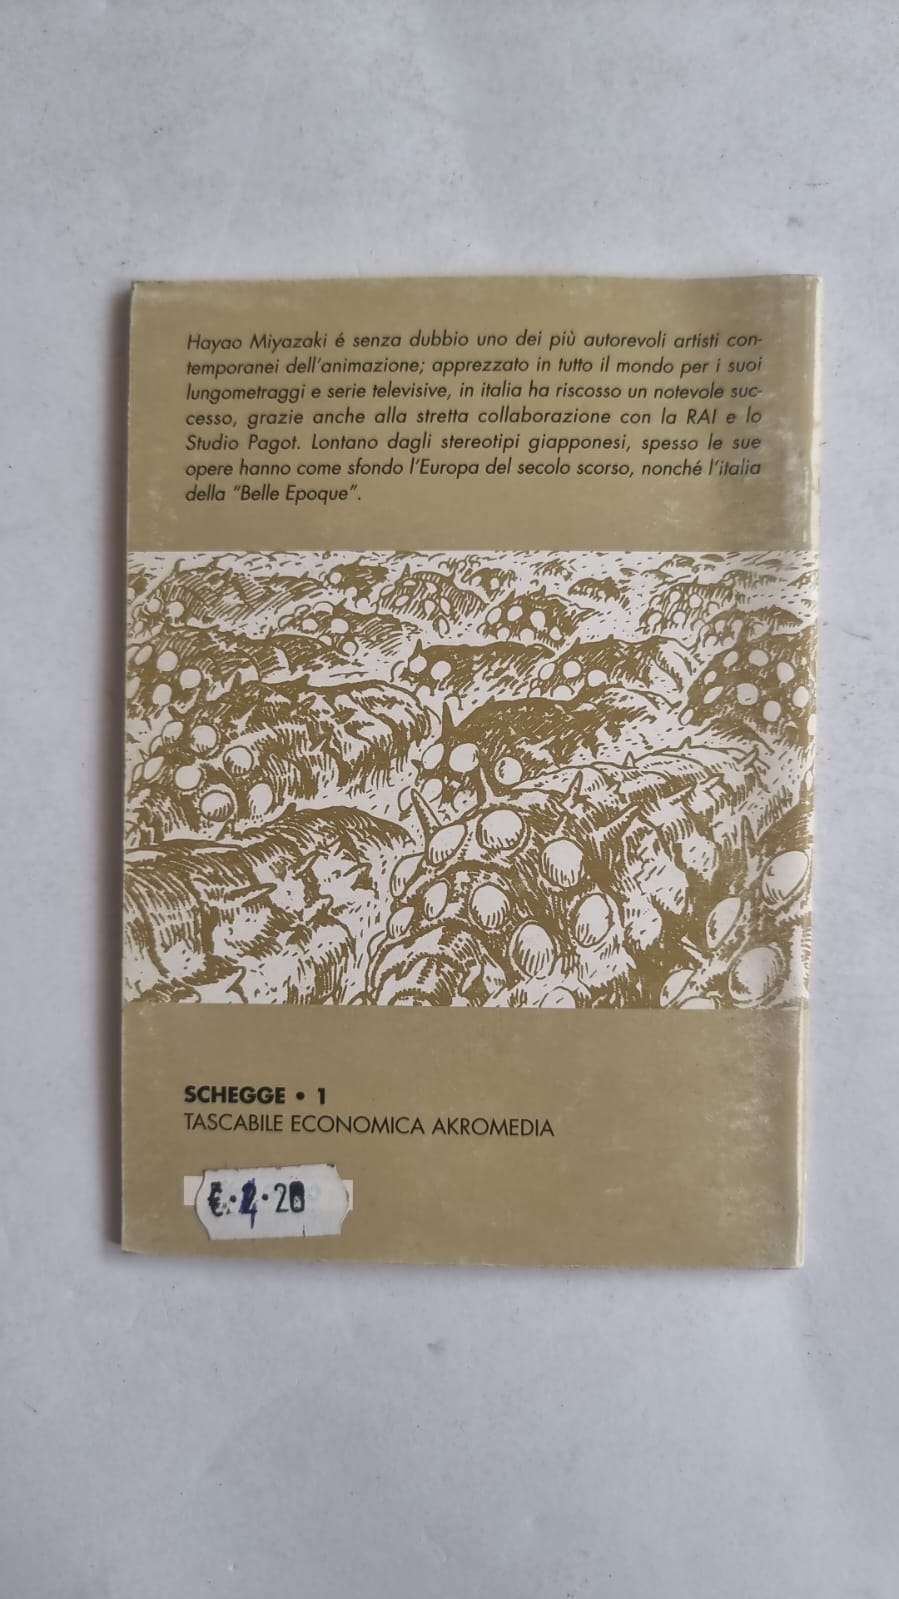 Hayao Miyazaki é senza dubbio uno dei più autorevoli artisti con-
temporanei dell'animazione; apprezzato in tutto il mondo per i suoi
lungometraggi e serie televisive, in italia ha riscosso un notevole suc-
cesso, grazie anche alla stretta collaborazione con la RAI e lo
Studio Pagot. Lontano dagli stereotipi giapponesi, spesso le sue
opere hanno come sfondo l'Europa del secolo scorso, nonché l'italia
della "Belle Epoque".
SCHEGGE • 1
TASCABILE ECONOMICA AKROMEDIA